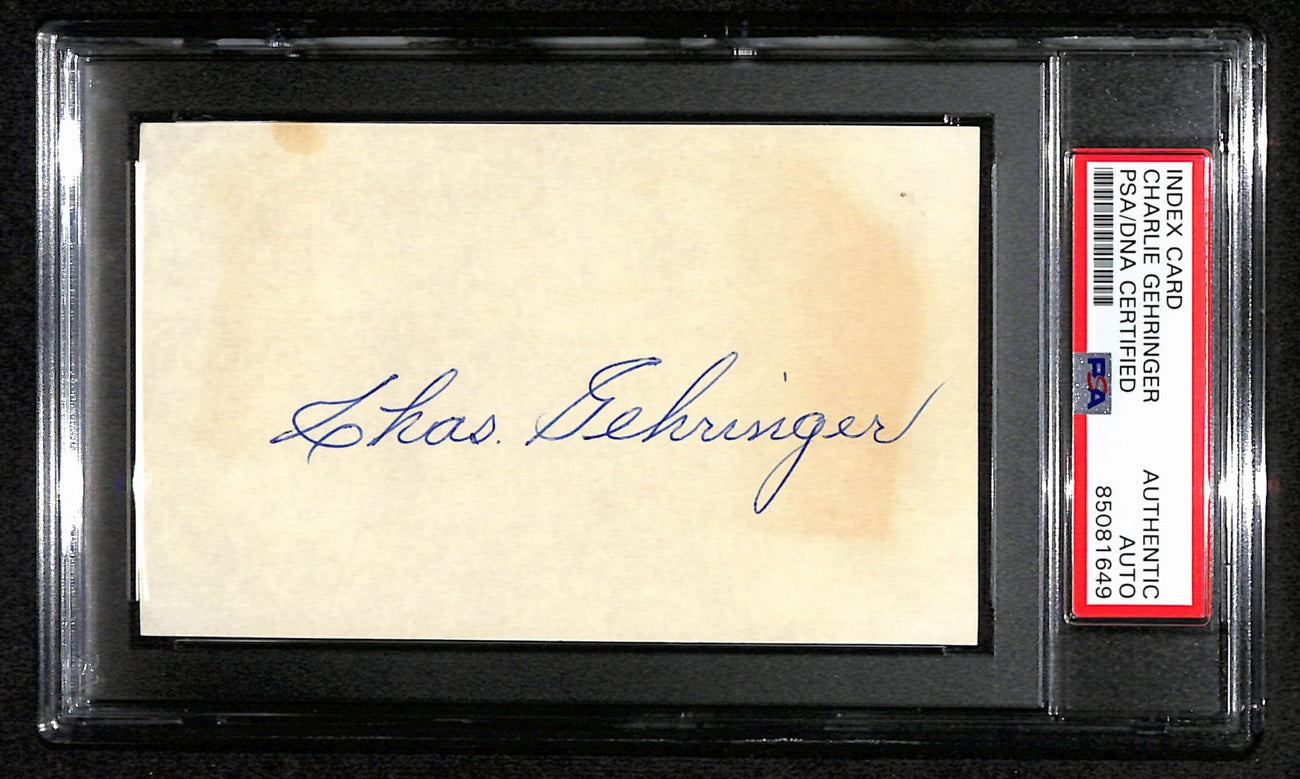 Chas. Gehringer
INDEX CARD
CHARLIE GEHRINGER
PSA/DNA CERTIFIED
AUTHENTIC
AUTO
85081649
PSA